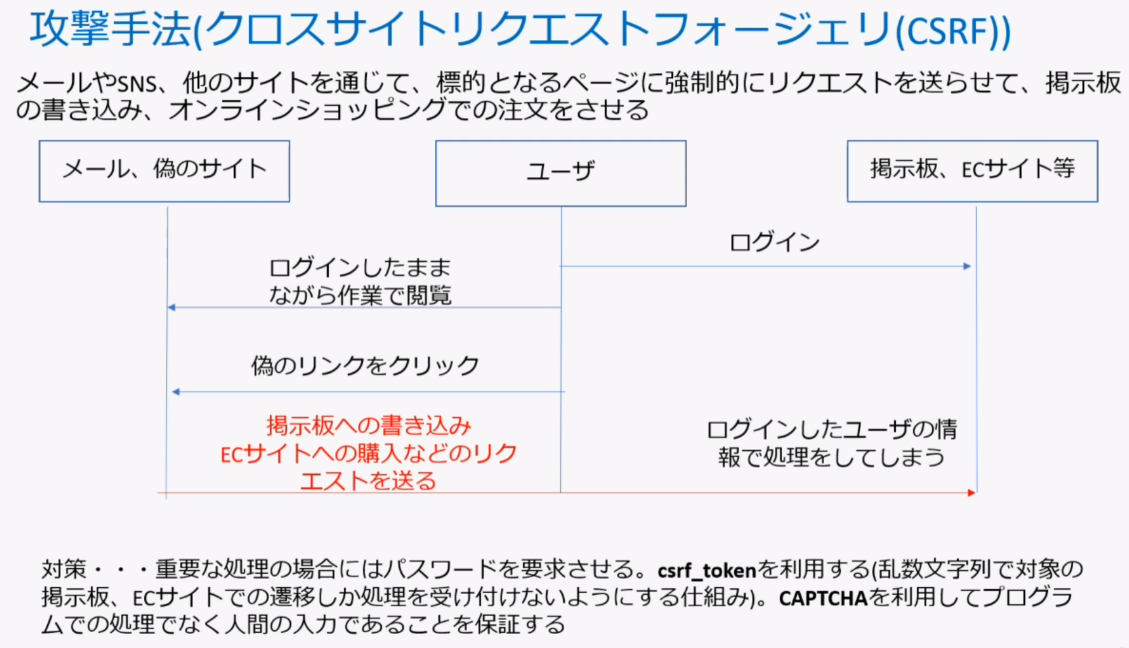 攻撃手法(クロスサイトリクエストフォージェリ(CSRF))
メールやSNS、他のサイトを通じて、標的となるページに強制的にリクエストを送らせて、掲示板
の書き込み、オンラインショッピングでの注文をさせる
メール、偽のサイト
ユーザ
掲示板、ECサイト等
ログイン
ログインしたまま
ながら作業で閲覧
偽のリンクをクリック
掲示板への書き込み
ECサイトへの購入などのリク
エストを送る
ログインしたユーザの情
報で処理をしてしまう
対策・・・重要な処理の場合にはパスワードを要求させる。csrf_tokenを利用する(乱数文字列で対象の
掲示板、ECサイトでの遷移しか処理を受け付けないようにする仕組み)。CAPTCHAを利用してプログラ
ムでの処理でなく人間の入力であることを保証する